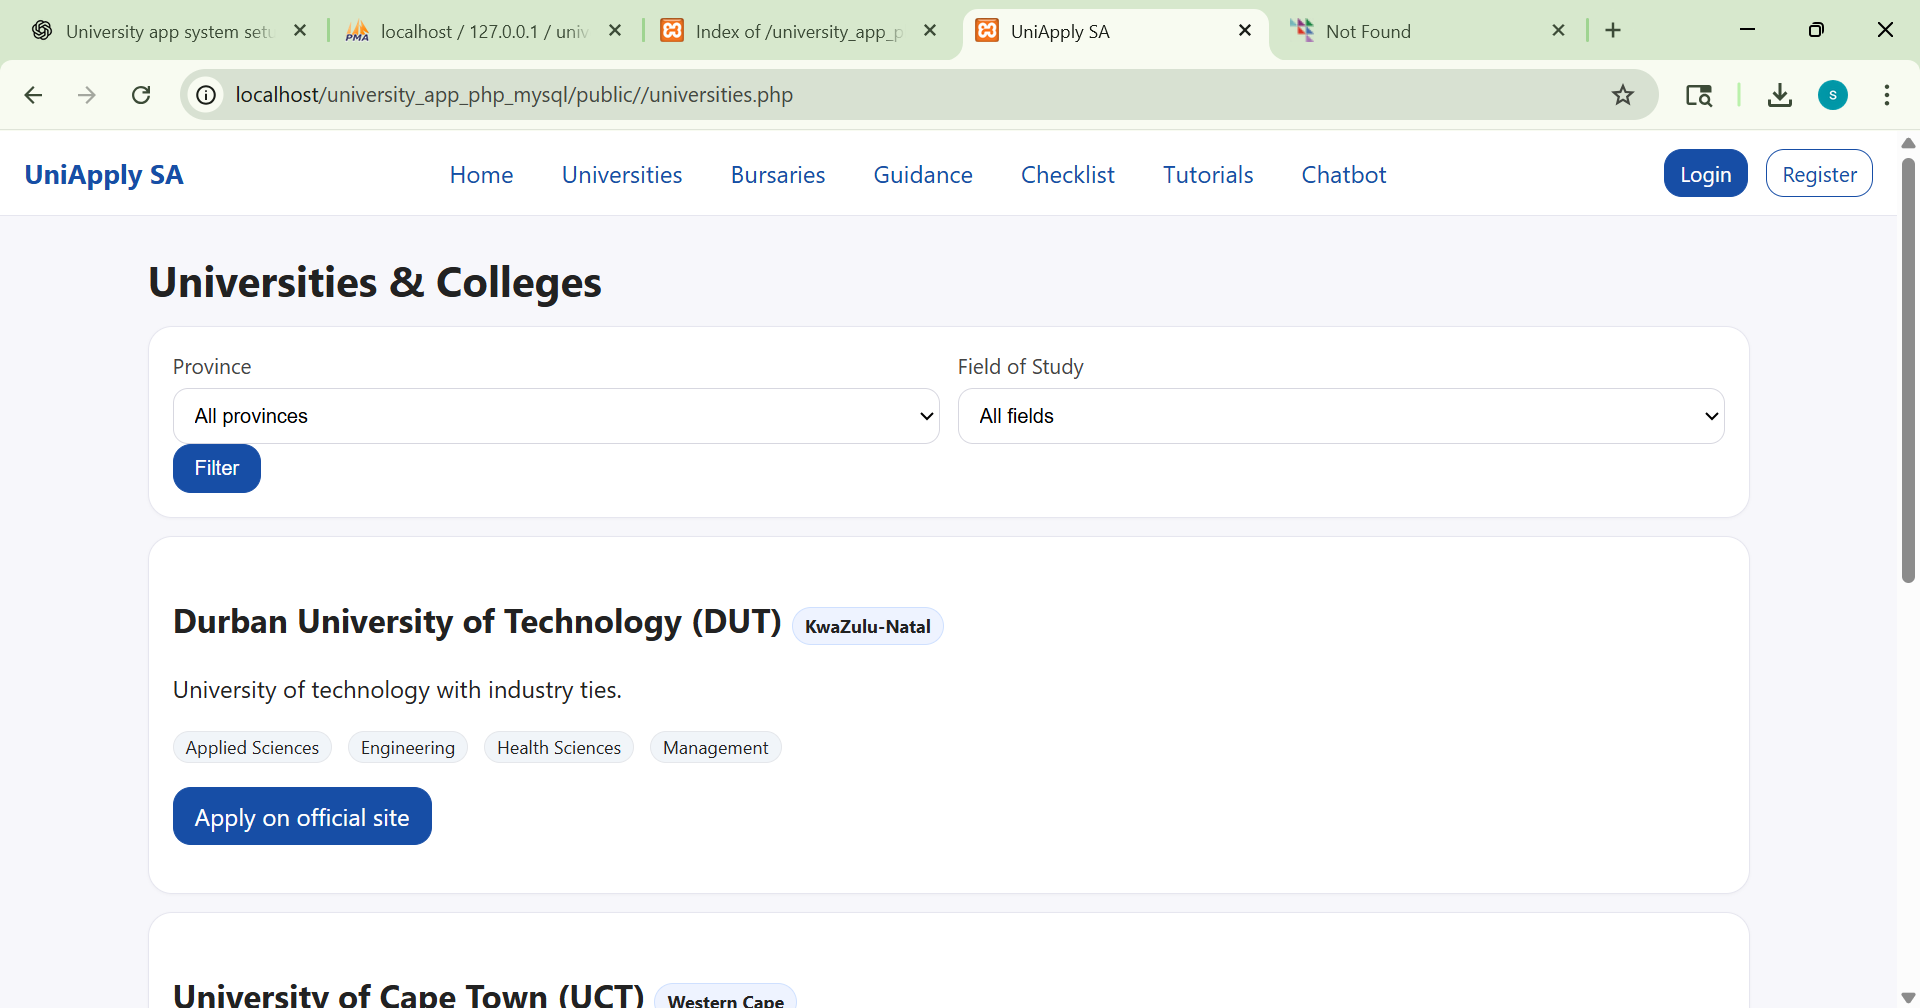 University app system setu
localhost / 127.0.0.1 / univ
Index of /university_app_p
UniApply SA
Not Found
localhost/university_app_php_mysql/public//universities.php
s
UniApply SA
Home
Universities
Bursaries
Guidance
Checklist
Tutorials
Chatbot
Login
Register
Universities & Colleges
Province
Field of Study
All provinces
All fields
Filter
Durban University of Technology (DUT) KwaZulu-Natal
University of technology with industry ties.
Applied Sciences Engineering Health Sciences Management
Apply on official site
University of Cape Town (UCT) Western Cape